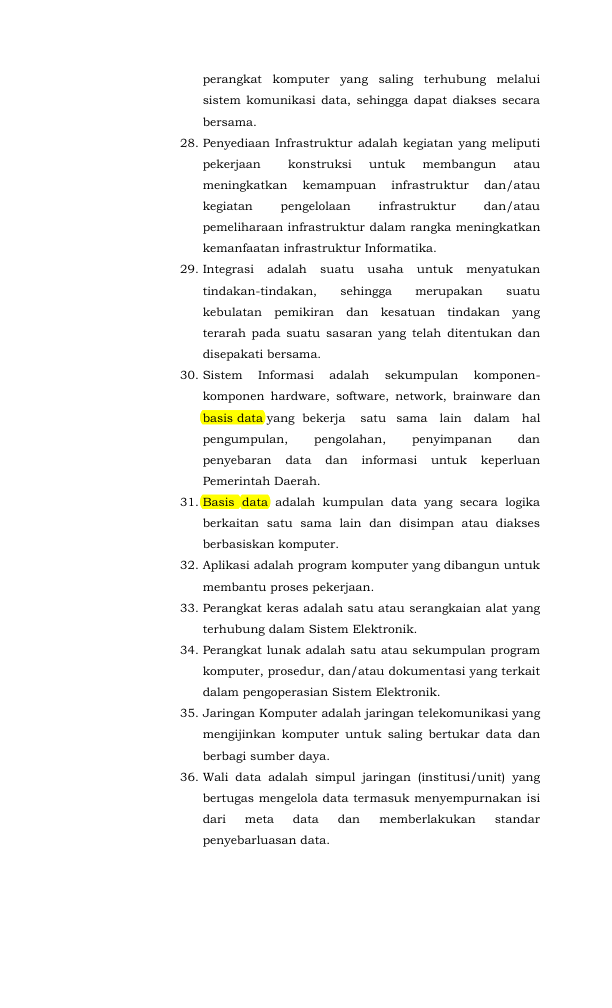 perangkat komputer yang saling terhubung melalui
sistem komunikasi data, sehingga dapat diakses secara
bersama.
28. Penyediaan Infrastruktur adalah kegiatan yang meliputi
pekerjaan konstruksi untuk membangun atau
meningkatkan kemampuan infrastruktur dan/atau
kegiatan pengelolaan infrastruktur dan/atau
pemeliharaan infrastruktur dalam rangka meningkatkan
kemanfaatan infrastruktur Informatika.
29. Integrasi adalah suatu usaha untuk menyatukan
tindakan-tindakan, sehingga merupakan suatu
kebulatan pemikiran dan kesatuan tindakan yang
terarah pada suatu sasaran yang telah ditentukan dan
disepakati bersama.
30. Sistem Informasi adalah sekumpulan komponen-
komponen hardware, software, network, brainware dan
basis data yang bekerja satu sama lain dalam hal
pengumpulan, pengolahan, penyimpanan dan
penyebaran data dan informasi untuk keperluan
Pemerintah Daerah.
31. Basis data adalah kumpulan data yang secara logika
berkaitan satu sama lain dan disimpan atau diakses
berbasiskan komputer.
32. Aplikasi adalah program komputer yang dibangun untuk
membantu proses pekerjaan.
33. Perangkat keras adalah satu atau serangkaian alat yang
terhubung dalam Sistem Elektronik.
34. Perangkat lunak adalah satu atau sekumpulan program
komputer, prosedur, dan/atau dokumentasi yang terkait
dalam pengoperasian Sistem Elektronik.
35. Jaringan Komputer adalah jaringan telekomunikasi yang
mengijinkan komputer untuk saling bertukar data dan
berbagi sumber daya.
36. Wali data adalah simpul jaringan (institusi/unit) yang
bertugas mengelola data termasuk menyempurnakan isi
dari meta data dan memberlakukan standar
penyebarluasan data.